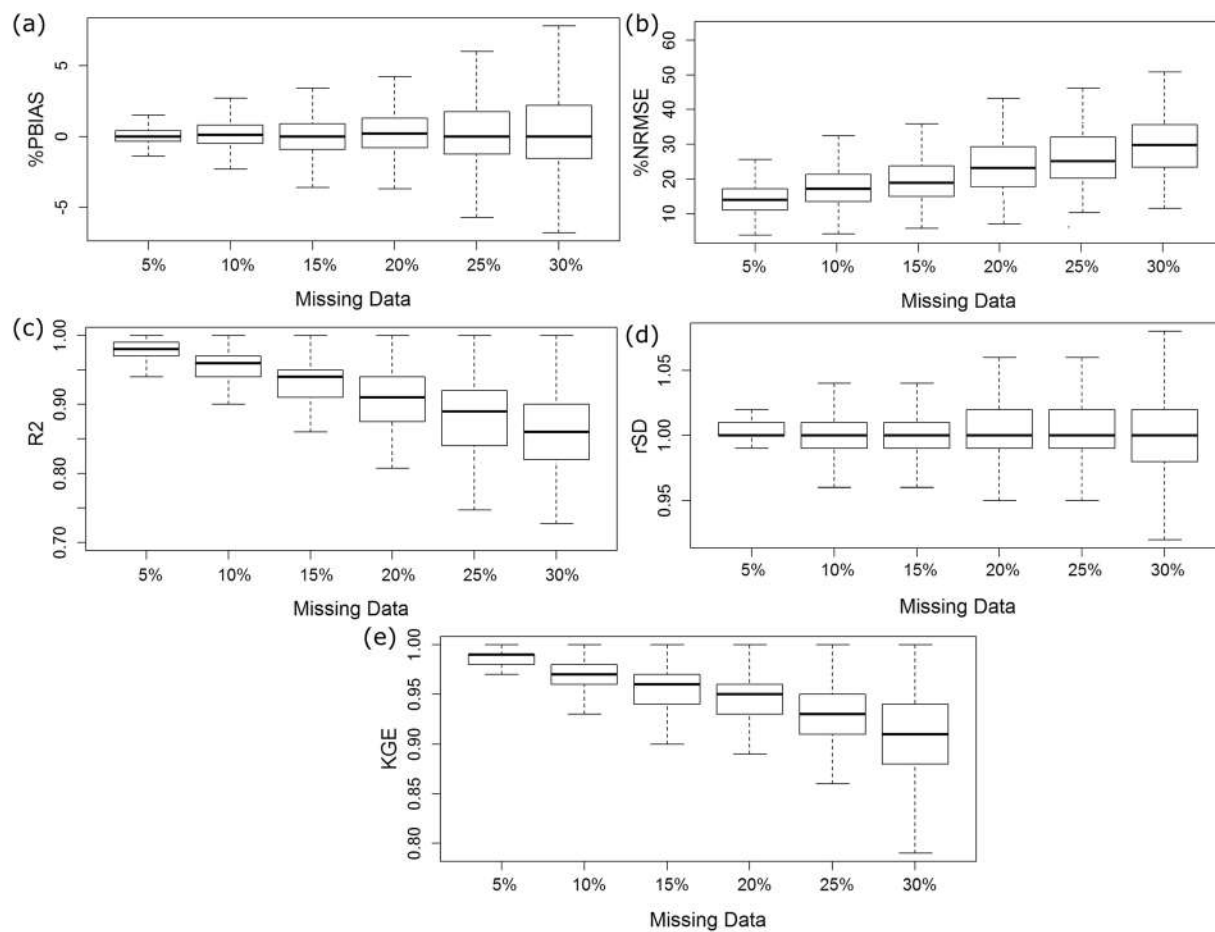 (a)
%PBIAS
5
0
-5
5% 10% 15% 20% 25% 30%
Missing Data
(b)
%NRMSE
60
50
40
30
20
10
5% 10% 15% 20% 25% 30%
Missing Data
(c)
R2
1.00
0.90
0.80
0.70
5% 10% 15% 20% 25% 30%
Missing Data
(d)
rSD
1.05
1.00
0.95
5% 10% 15% 20% 25% 30%
Missing Data
(e)
KGE
1.00
0.95
0.90
0.80
5% 10% 15% 20% 25% 30%
Missing Data